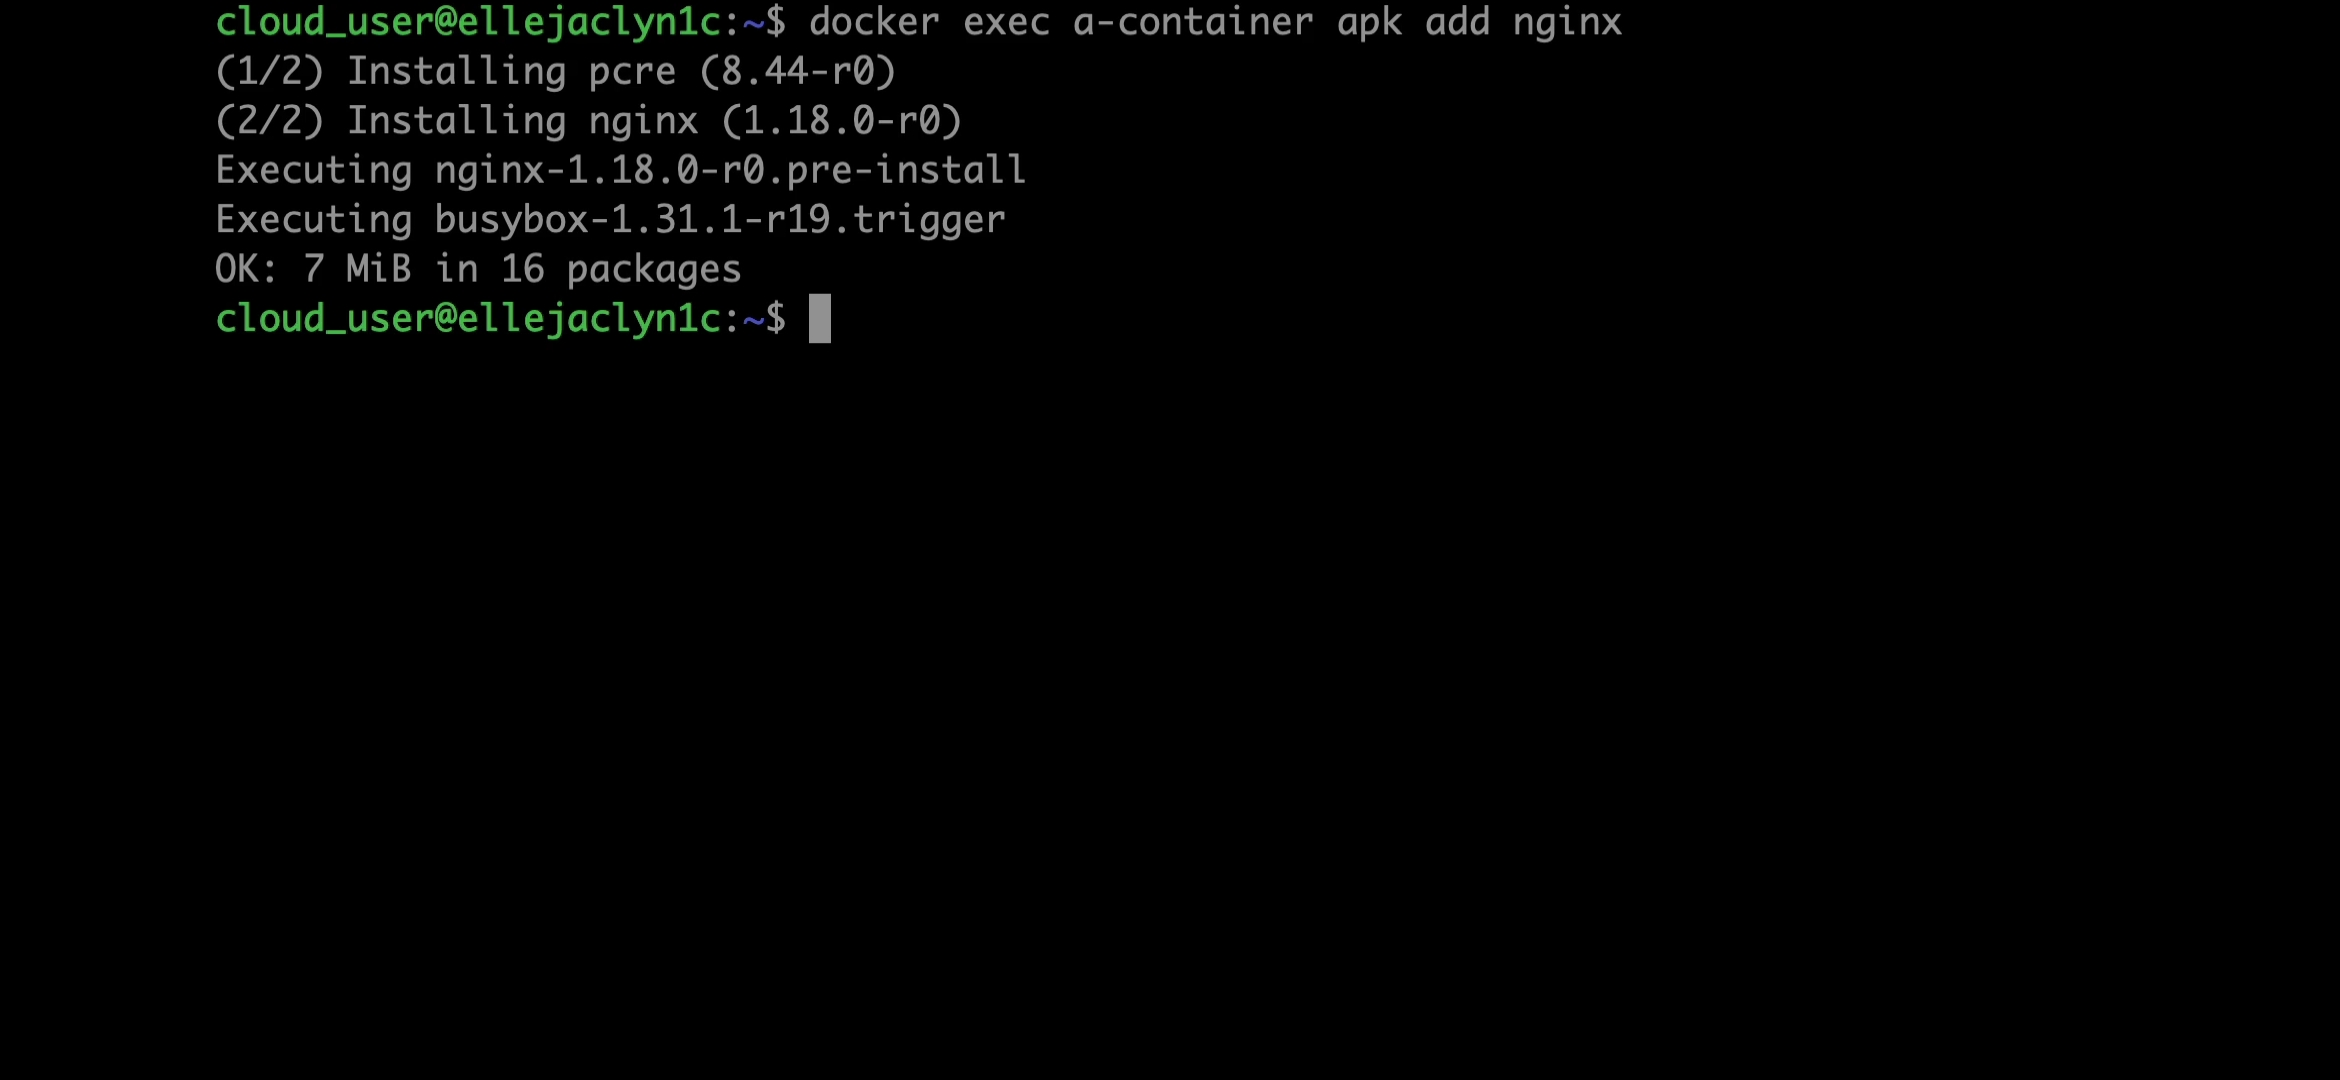 cloud_user@ellejaclyn1c:~$ docker exec a-container apk add nginx
(1/2) Installing pcre (8.44-r0)
(2/2) Installing nginx (1.18.0-r0)
Executing nginx-1.18.0-r0.pre-install
Executing busybox-1.31.1-r19.trigger
OK: 7 MiB in 16 packages
cloud_user@ellejaclyn1c:~$